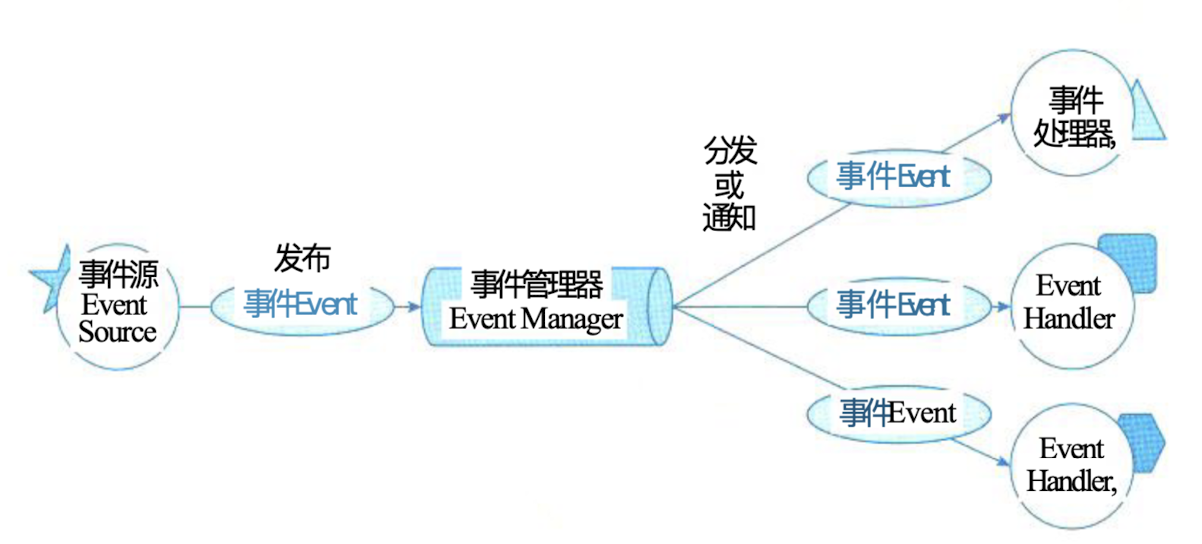 事件源
Event
Source
发布
事件Event
事件管理器
Event Manager
分发
或
通知
事件Event
事件
处理器,
事件Event
Event
Handler
事件Event
Event
Handler,